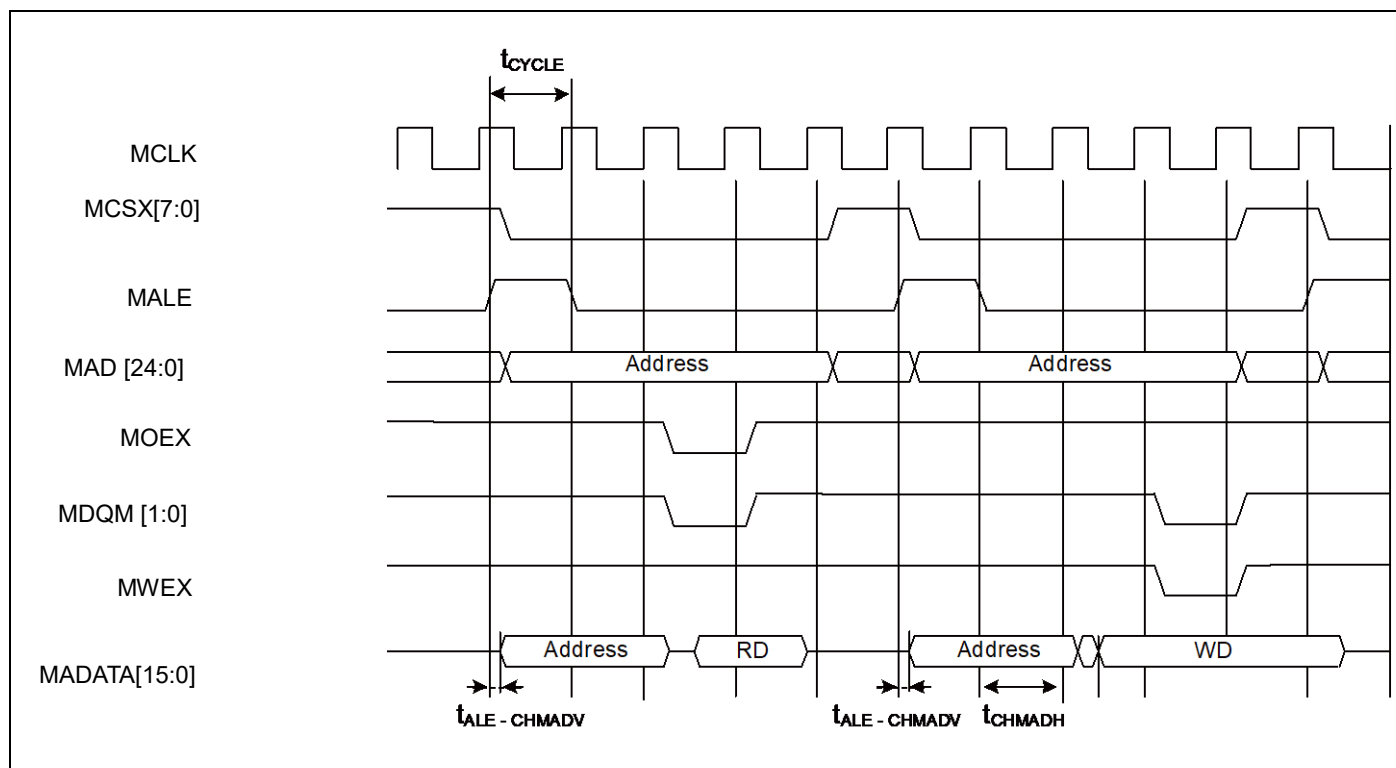 tCYCLE
MCLK
MCSX[7:0]
MALE
MAD [24:0]
Address
Address
MOEX
MDQM [1:0]
MWEX
MADATA[15:0]
Address
RD
Address
WD
tALE - CHMADV
tALE - CHMADV
tCHMADH